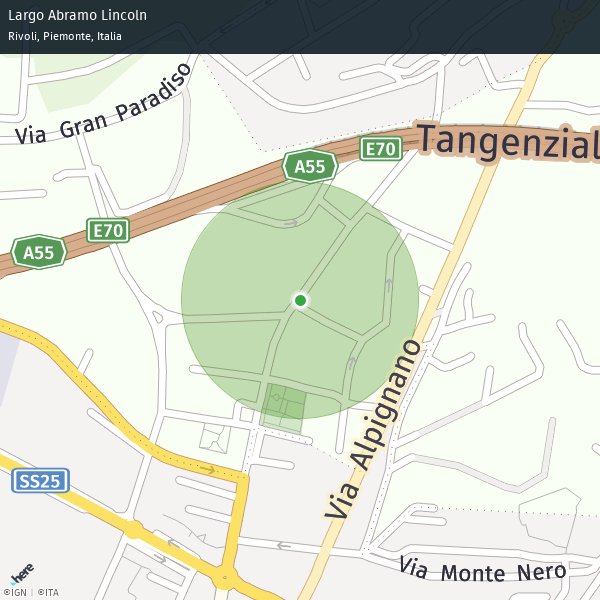 Largo Abramo Lincoln
Rivoli, Piemonte, Italia
Via Gran Paradiso
Tangenzial
E70
A55
E70
A55
Via Alpignano
SS25
Via Monte Nero
here
©IGN | ©ITA